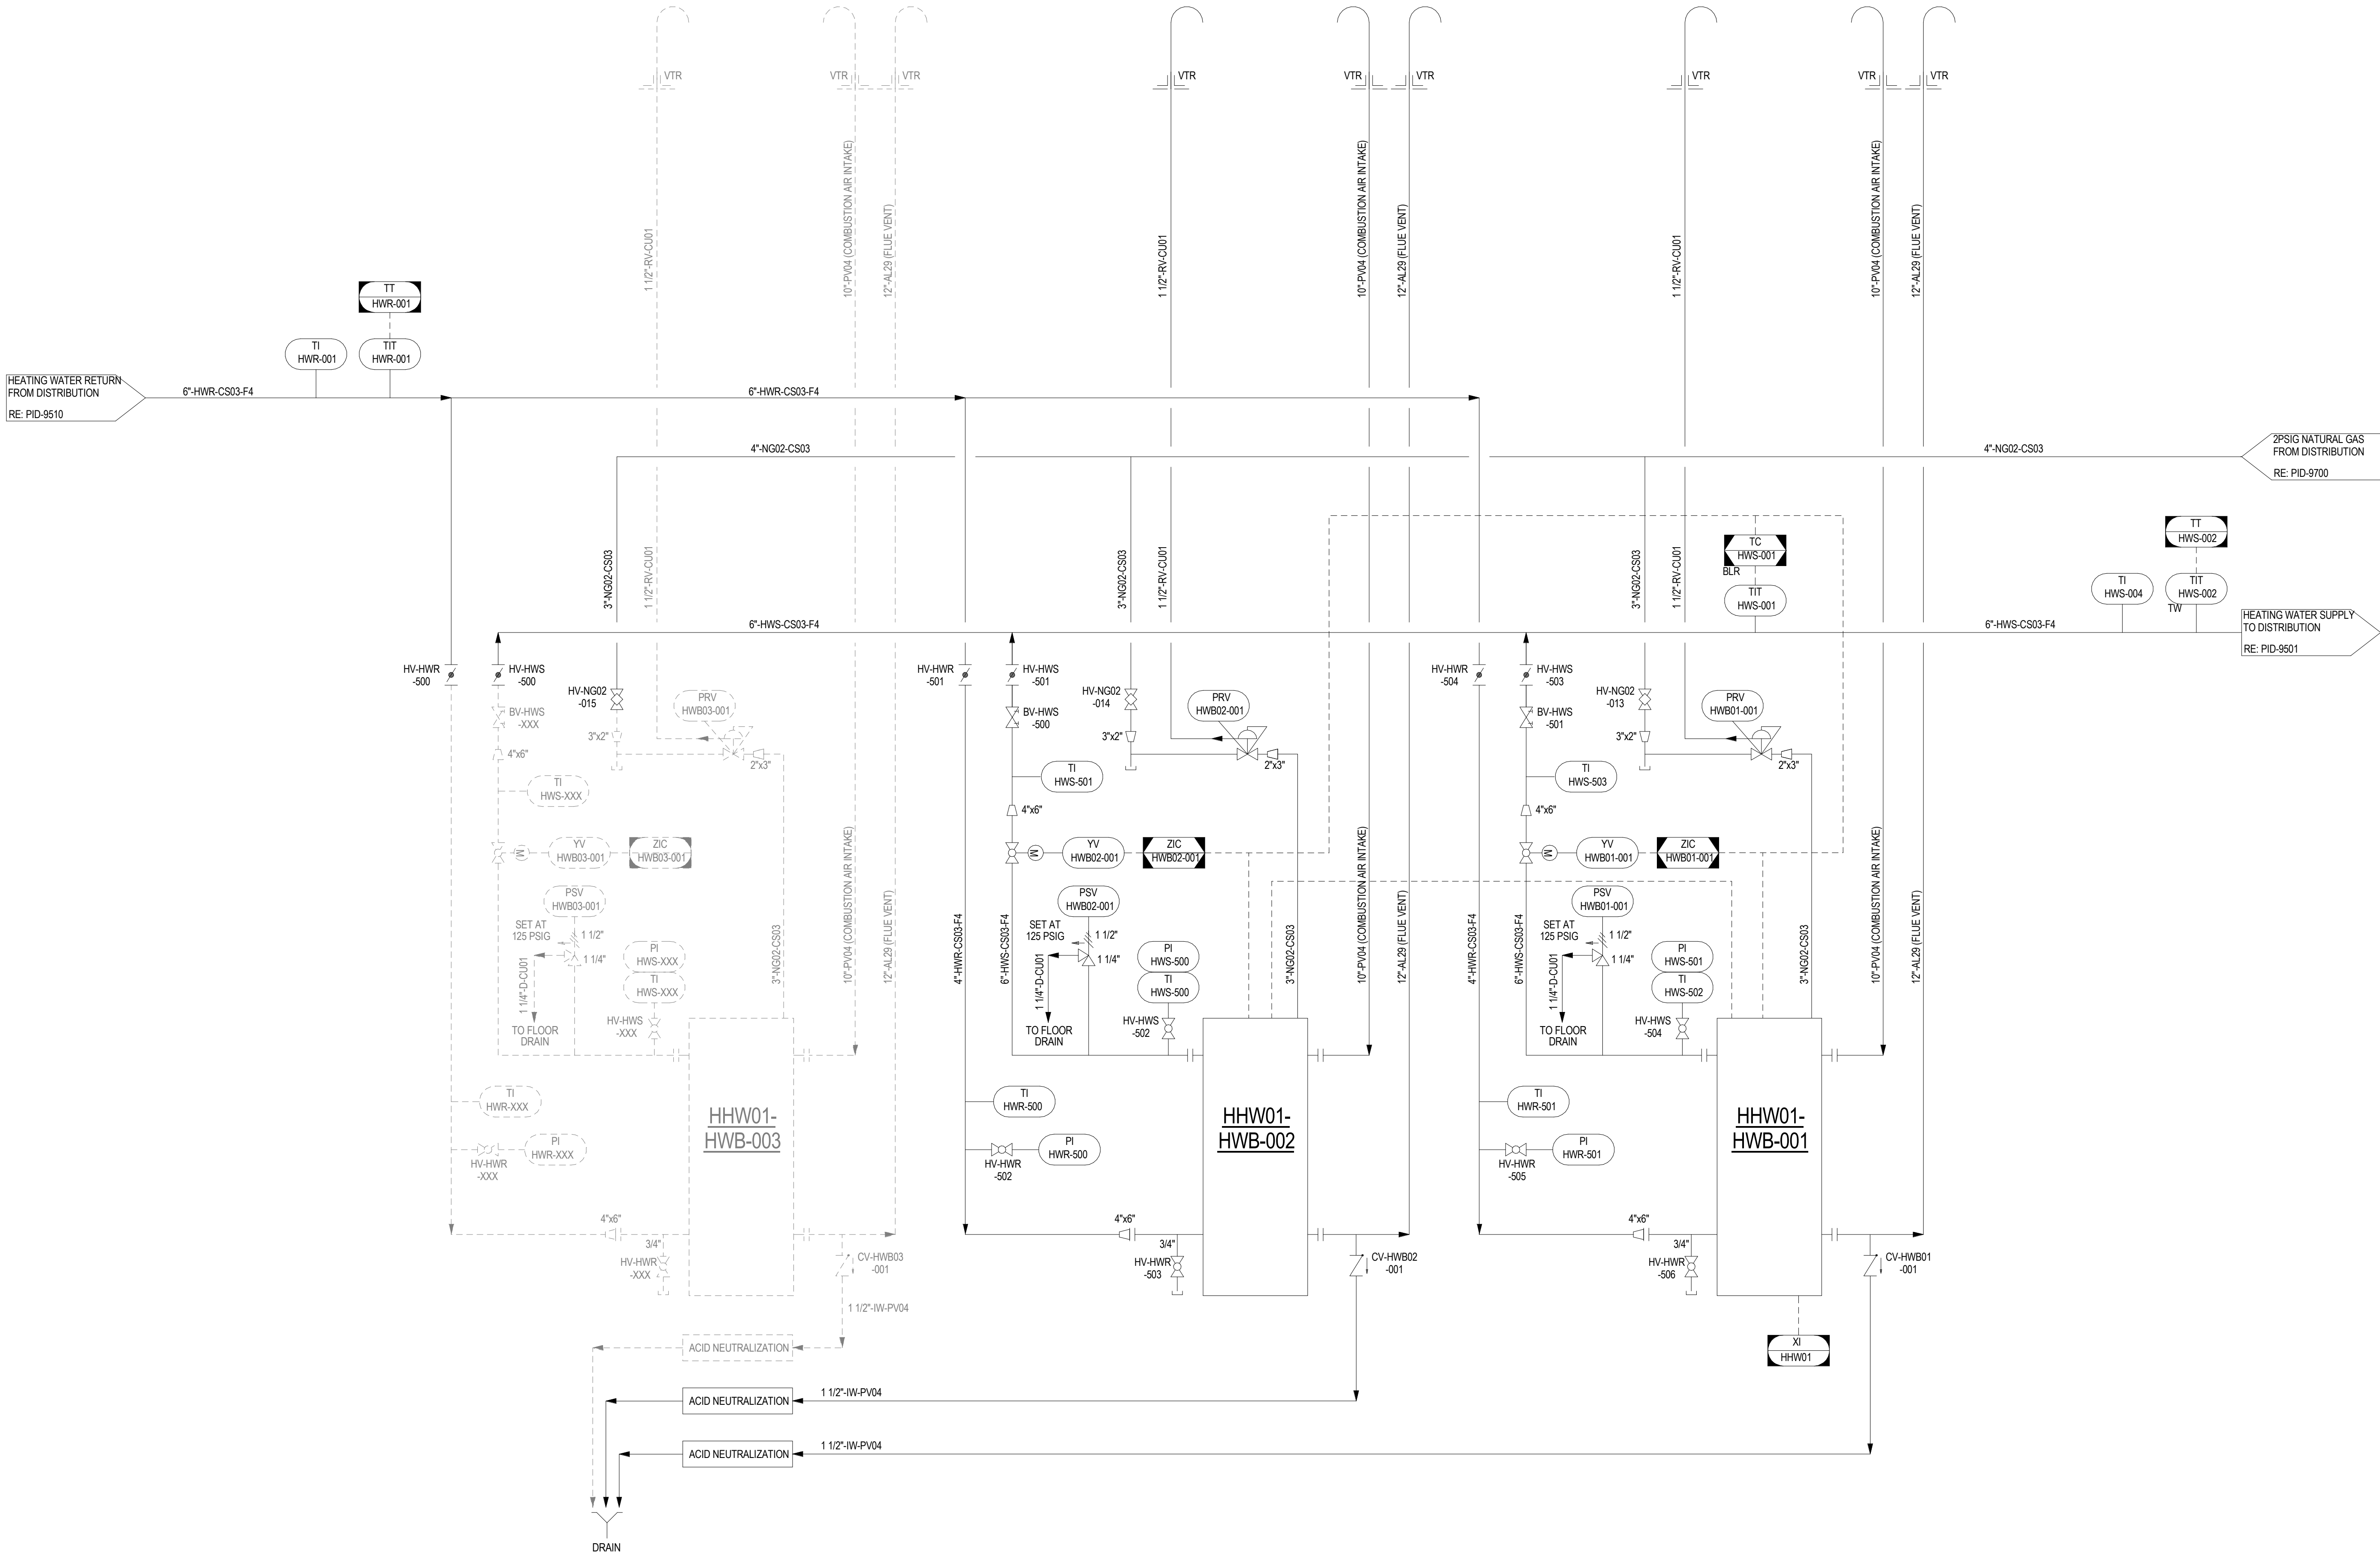 VTR
VTR
VTR
VTR
VTR
VTR
VTR
VTR
VTR
1 1/2"-RV-CU01
10"-PV04 (COMBUSTION AIR INTAKE)
12"-AL29 (FLUE VENT)
1 1/2"-RV-CU01
10"-PV04 (COMBUSTION AIR INTAKE)
12"-AL29 (FLUE VENT)
1 1/2"-RV-CU01
10"-PV04 (COMBUSTION AIR INTAKE)
12"-AL29 (FLUE VENT)
TT
HWR-001
TI
HWR-001
TIT
HWR-001
HEATING WATER RETURN
FROM DISTRIBUTION
RE: PID-9510
6"-HWR-CS03-F4
6"-HWR-CS03-F4
4"-NG02-CS03
4"-NG02-CS03
2PSIG NATURAL GAS
FROM DISTRIBUTION
RE: PID-9700
3"-NG02-CS03
1 1/2"-RV-CU01
3"-NG02-CS03
1 1/2"-RV-CU01
3"-NG02-CS03
1 1/2"-RV-CU01
TC
HWS-001
BLR
TIT
HWS-001
TT
HWS-002
TI
HWS-004
TIT
HWS-002
TW
6"-HWS-CS03-F4
6"-HWS-CS03-F4
HEATING WATER SUPPLY
TO DISTRIBUTION
RE: PID-9501
HV-HWR
-500
HV-HWS
-500
HV-NG02
-015
BV-HWS
-XXX
PRV
HWB03-001
3"x2"
2"x3"
4"x6"
TI
HWS-XXX
M
YV
HWB03-001
ZIC
HWB03-001
PSV
HWB03-001
SET AT
125 PSIG
1 1/2"
1 1/4"
1 1/4"-D-CU01
TO FLOOR
DRAIN
PI
HWS-XXX
TI
HWS-XXX
HV-HWS
-XXX
3"-NG02-CS03
10"-PV04 (COMBUSTION AIR INTAKE)
12"-AL29 (FLUE VENT)
TI
HWR-XXX
PI
HWR-XXX
HV-HWR
-XXX
HHW01-
HWB-003
4"x6"
3/4"
HV-HWR
-XXX
CV-HWB03
-001
1 1/2"-IW-PV04
HV-HWR
-501
HV-HWS
-501
HV-NG02
-014
BV-HWS
-500
PRV
HWB02-001
3"x2"
2"x3"
TI
HWS-501
4"x6"
M
YV
HWB02-001
ZIC
HWB02-001
PSV
HWB02-001
SET AT
125 PSIG
1 1/2"
1 1/4"
4"-HWR-CS03-F4
6"-HWS-CS03-F4
1 1/4"-D-CU01
TO FLOOR
DRAIN
PI
HWS-500
TI
HWS-500
HV-HWS
-502
3"-NG02-CS03
10"-PV04 (COMBUSTION AIR INTAKE)
12"-AL29 (FLUE VENT)
TI
HWR-500
PI
HWR-500
HV-HWR
-502
HHW01-
HWB-002
4"x6"
3/4"
HV-HWR
-503
CV-HWB02
-001
HV-HWR
-504
HV-HWS
-503
HV-NG02
-013
BV-HWS
-501
PRV
HWB01-001
3"x2"
2"x3"
TI
HWS-503
4"x6"
M
YV
HWB01-001
ZIC
HWB01-001
PSV
HWB01-001
SET AT
125 PSIG
1 1/2"
1 1/4"
4"-HWR-CS03-F4
6"-HWS-CS03-F4
1 1/4"-D-CU01
TO FLOOR
DRAIN
PI
HWS-501
TI
HWS-502
HV-HWS
-504
3"-NG02-CS03
10"-PV04 (COMBUSTION AIR INTAKE)
12"-AL29 (FLUE VENT)
TI
HWR-501
PI
HWR-501
HV-HWR
-505
HHW01-
HWB-001
4"x6"
3/4"
HV-HWR
-506
CV-HWB01
-001
XI
HHW01
ACID NEUTRALIZATION
ACID NEUTRALIZATION
1 1/2"-IW-PV04
ACID NEUTRALIZATION
1 1/2"-IW-PV04
DRAIN